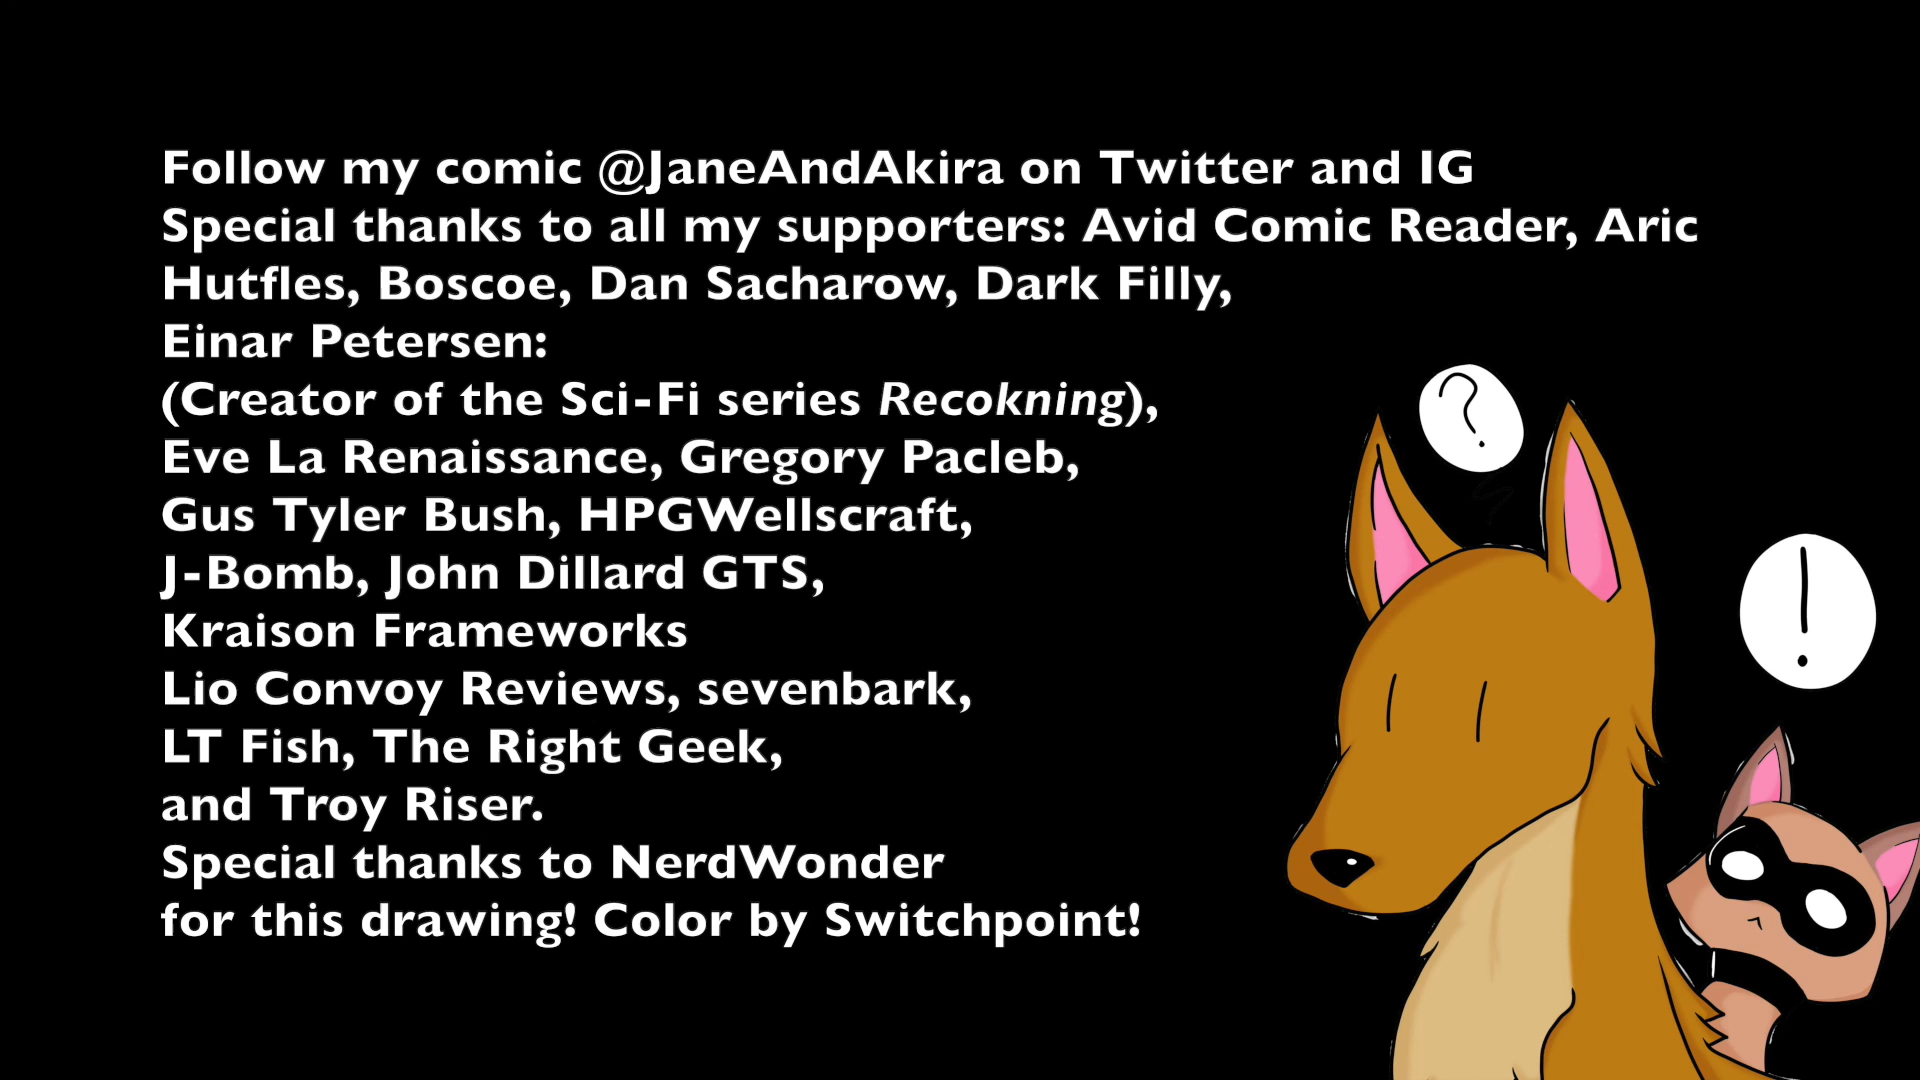 Follow my comic @JaneAndAkira on Twitter and IG
Special thanks to all my supporters: Avid Comic Reader, Aric
Hutfles, Boscoe, Dan Sacharow, Dark Filly,
Einar Petersen:
(Creator of the Sci-Fi series Recokning),
Eve La Renaissance, Gregory Pacleb,
Gus Tyler Bush, HPGWellscraft,
J-Bomb, John Dillard GTS,
Kraison Frameworks
Lio Convoy Reviews, sevenbark,
LT Fish, The Right Geek,
and Troy Riser.
Special thanks to NerdWonder
for this drawing! Color by Switchpoint!
?
!